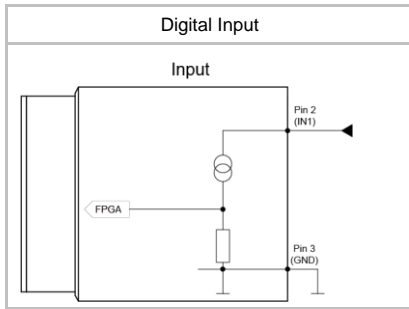 Digital Input
Input
Pin 2
(IN1)
FPGA
Pin 3
(GND)